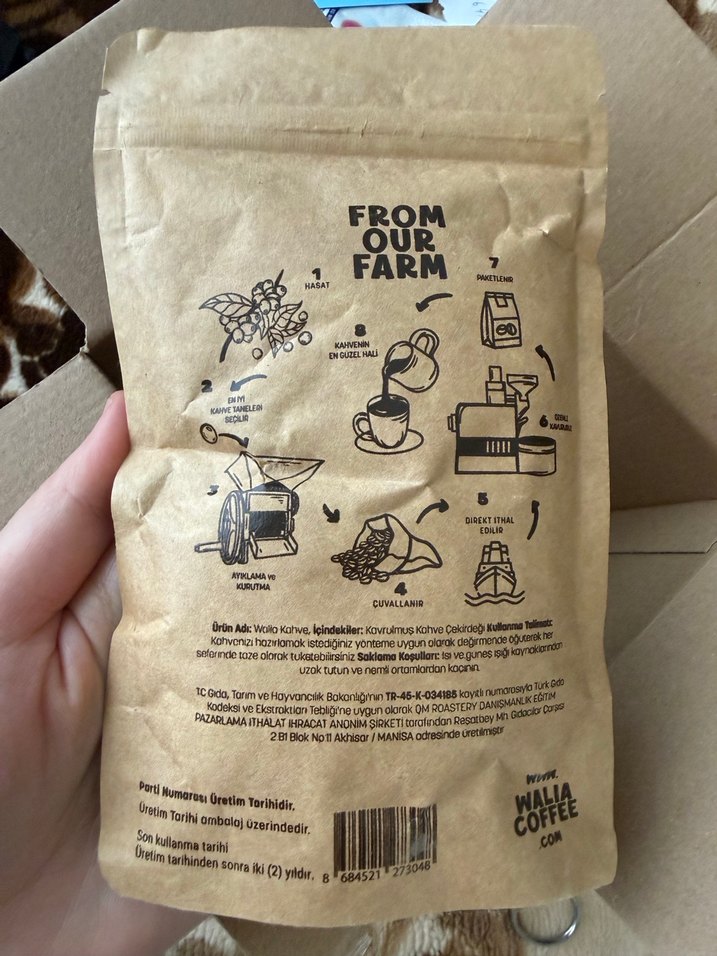 FROM
OUR
FARM
1
HASAT
2
EN İYİ
KAHVE TANELERİ
SEÇİLİR
3
AYIKLAMA ve
KURUTMA
4
ÇUVALLANIR
5
DİREKT İTHAL
EDİLİR
6
7
PAKETLENİR
8
KAHVENİN
EN GÜZEL HALİ
Ürün Adı: Walia Kahve, İçindekiler: Kavrulmuş Kahve Çekirdeği Kullanma Talimatı:
Kahvenizi hazırlamak istediğiniz yönteme uygun olarak değirmende öğüterek her
seferinde taze olarak tüketebilirsiniz Saklama Koşulları: Isı ve güneş ışığı kaynaklarından
uzak tutun ve nemli ortamlardan kaçının.
T.C Gıda, Tarım ve Hayvancılık Bakanlığı'nın TR-45-K-034188 kayıtlı numarasıyla Türk Gıda
Kodeksi ve Ekstraktları Tebliği'ne uygun olarak QM ROASTERY DANIŞMANLIK EĞİTİM
PAZARLAMA İTHALAT İHRACAT ANONİM ŞİRKETİ tarafından Reşatbey Mh. Gıdacılar Çarşısı
2.B1 Blok No:11 Akhisar / MANİSA adresinde üretilmiştir
Parti Numarası Üretim Tarihidir.
Üretim Tarihi ambalaj üzerindedir.
Son kullanma tarihi
Üretim tarihinden sonra iki (2) yıldır.
8 684521 273048
www.
WALIA
COFFEE
.COM